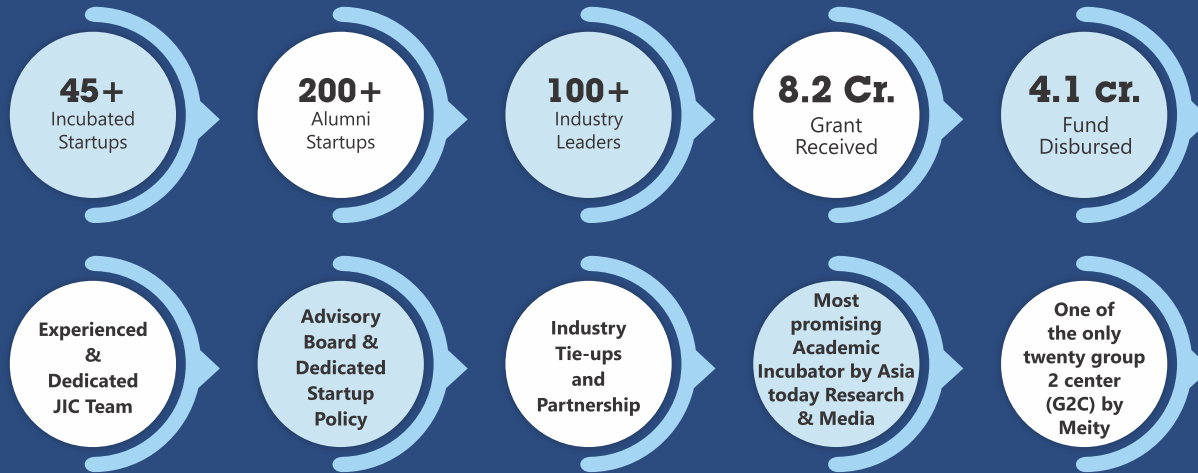 45+
Incubated
Startups
200+
Alumni
Startups
100+
Industry
Leaders
8.2 Cr.
Grant
Received
4.1 cr.
Fund
Disbursed
Experienced
&
Dedicated
JIC Team
Advisory
Board &
Dedicated
Startup
Policy
Industry
Tie-ups
and
Partnership
Most
promising
Academic
Incubator by Asia
today Research
& Media
One of
the only
twenty group
2 center
(G2C) by
Meity